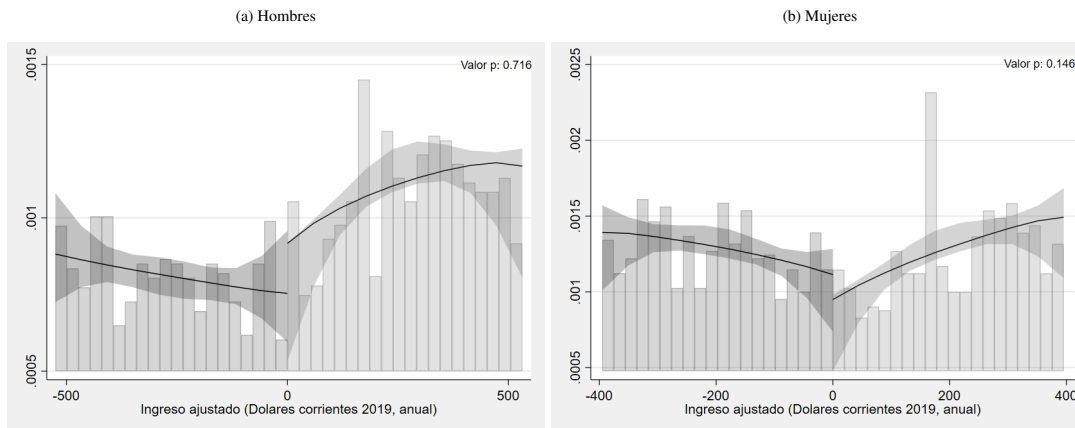 (a) Hombres
Valor p: 0.716
.0015
.001
.0005
-500 0 500
Ingreso ajustado (Dolares corrientes 2019, anual)
(b) Mujeres
Valor p: 0.146
.0025
.002
.0015
.001
.0005
-400 -200 0 200 400
Ingreso ajustado (Dolares corrientes 2019, anual)